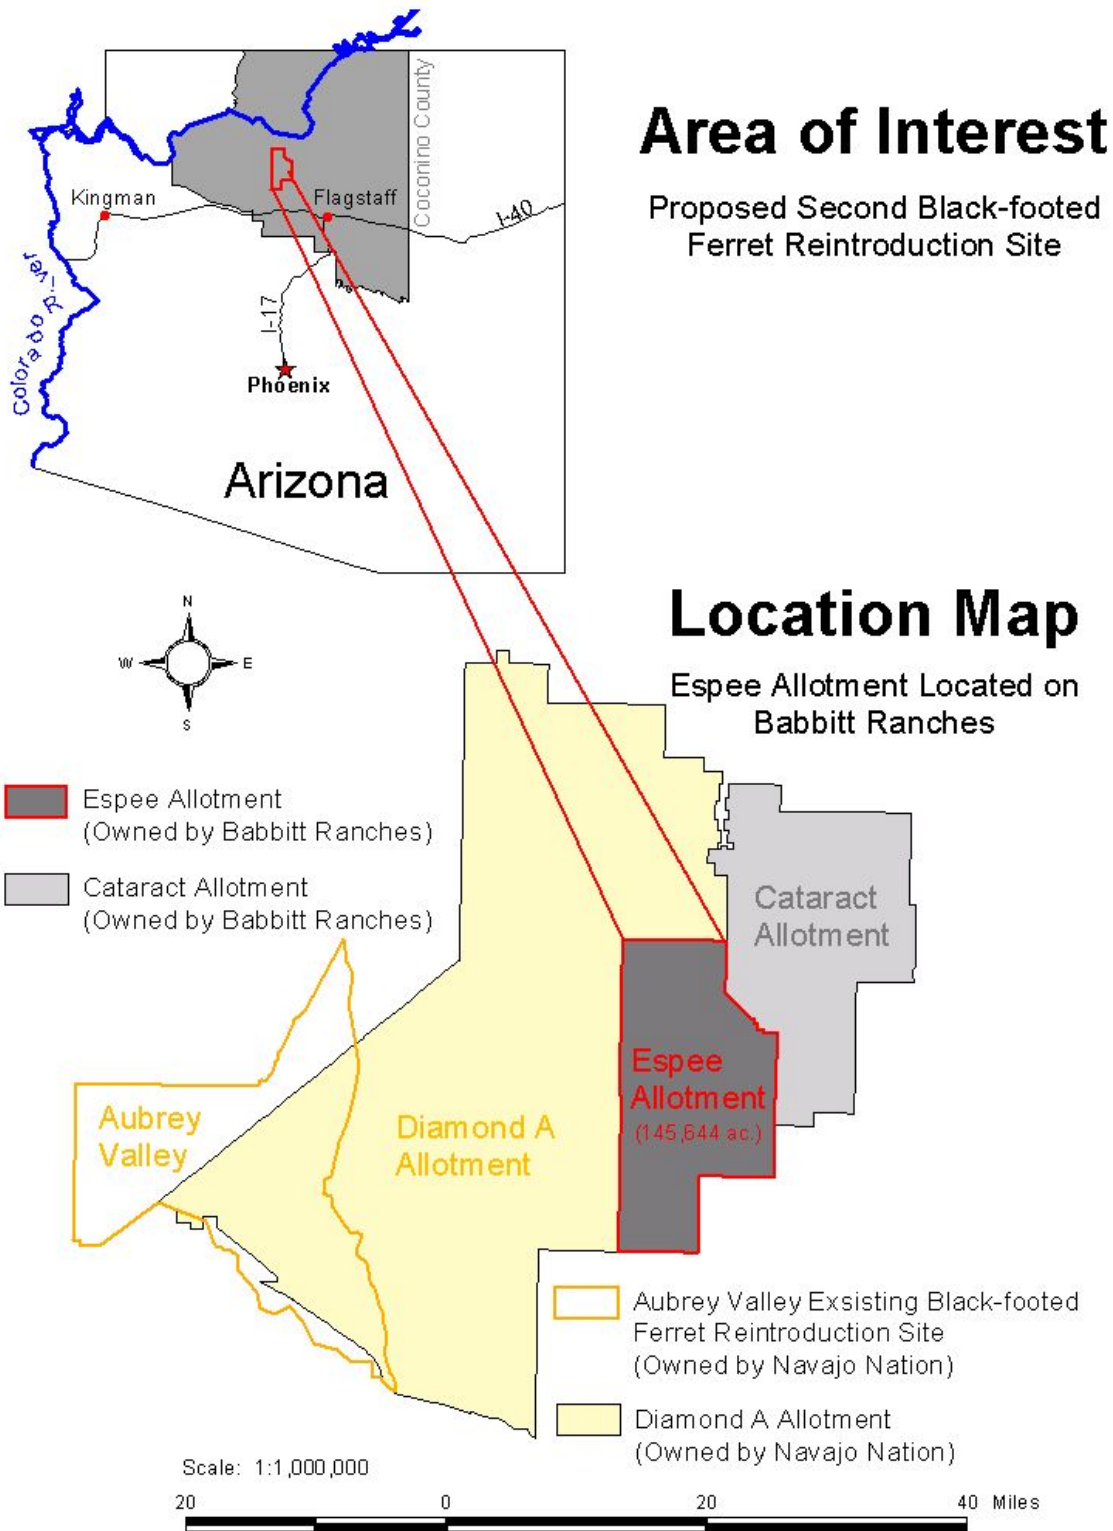 Area of Interest
Proposed Second Black-footed
Ferret Reintroduction Site
Coconino County
Kingman
Flagstaff
I-40
Colorado River
I-17
Phoenix
Arizona
Location Map
Espee Allotment Located on
Babbitt Ranches
N
W
E
S
Espee Allotment
(Owned by Babbitt Ranches)
Cataract Allotment
(Owned by Babbitt Ranches)
Cataract
Allotment
Espee
Allotment
(145,644 ac.)
Aubrey
Valley
Diamond A
Allotment
Aubrey Valley Exsisting Black-footed
Ferret Reintroduction Site
(Owned by Navajo Nation)
Diamond A Allotment
(Owned by Navajo Nation)
Scale: 1:1,000,000
20 0 20 40 Miles